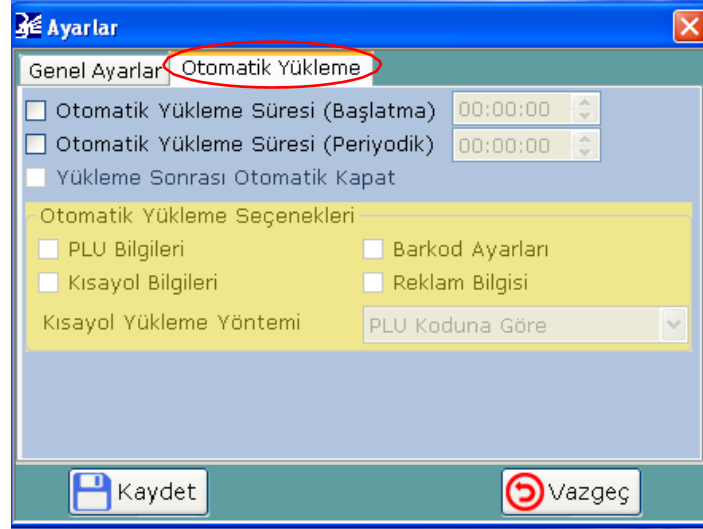 Ayarlar
Genel Ayarlar Otomatik Yükleme
Otomatik Yükleme Süresi (Başlatma) 00:00:00
Otomatik Yükleme Süresi (Periyodik) 00:00:00
Yükleme Sonrası Otomatik Kapat
Otomatik Yükleme Seçenekleri
PLU Bilgileri Barkod Ayarları
Kısayol Bilgileri Reklam Bilgisi
Kısayol Yükleme Yöntemi PLU Koduna Göre
Kaydet Vazgeç